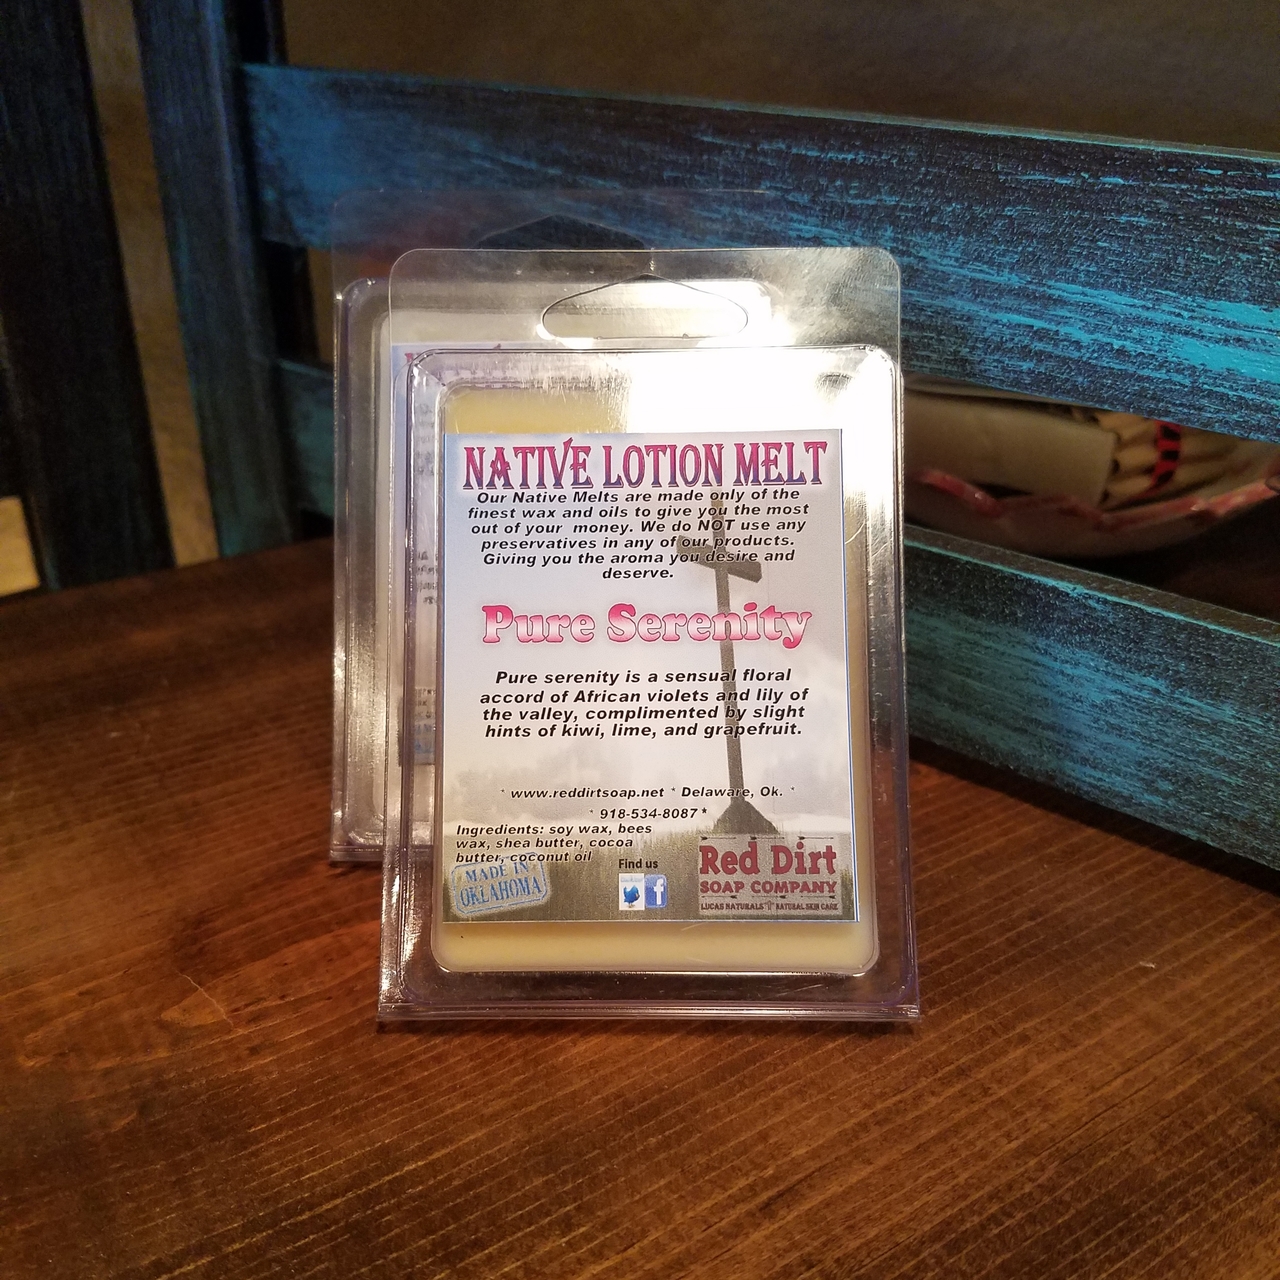 NATIVE LOTION MELT
Our Native Melts are made only of the
finest wax and oils to give you the most
out of your money. We do NOT use any
preservatives in any of our products.
Giving you the aroma you desire and
deserve.
Pure Serenity
Pure serenity is a sensual floral
accord of African violets and lily of
the valley, complimented by slight
hints of kiwi, lime, and grapefruit.
* www.reddirtsoap.net * Delaware, Ok. *
* 918-534-8087 *
Ingredients: soy wax, bees
wax, shea butter, cocoa
butter, coconut oil
MADE IN
OKLAHOMA
Find us
f
Red Dirt
SOAP COMPANY
LUCAS NATURALS NATURAL SKIN CARE